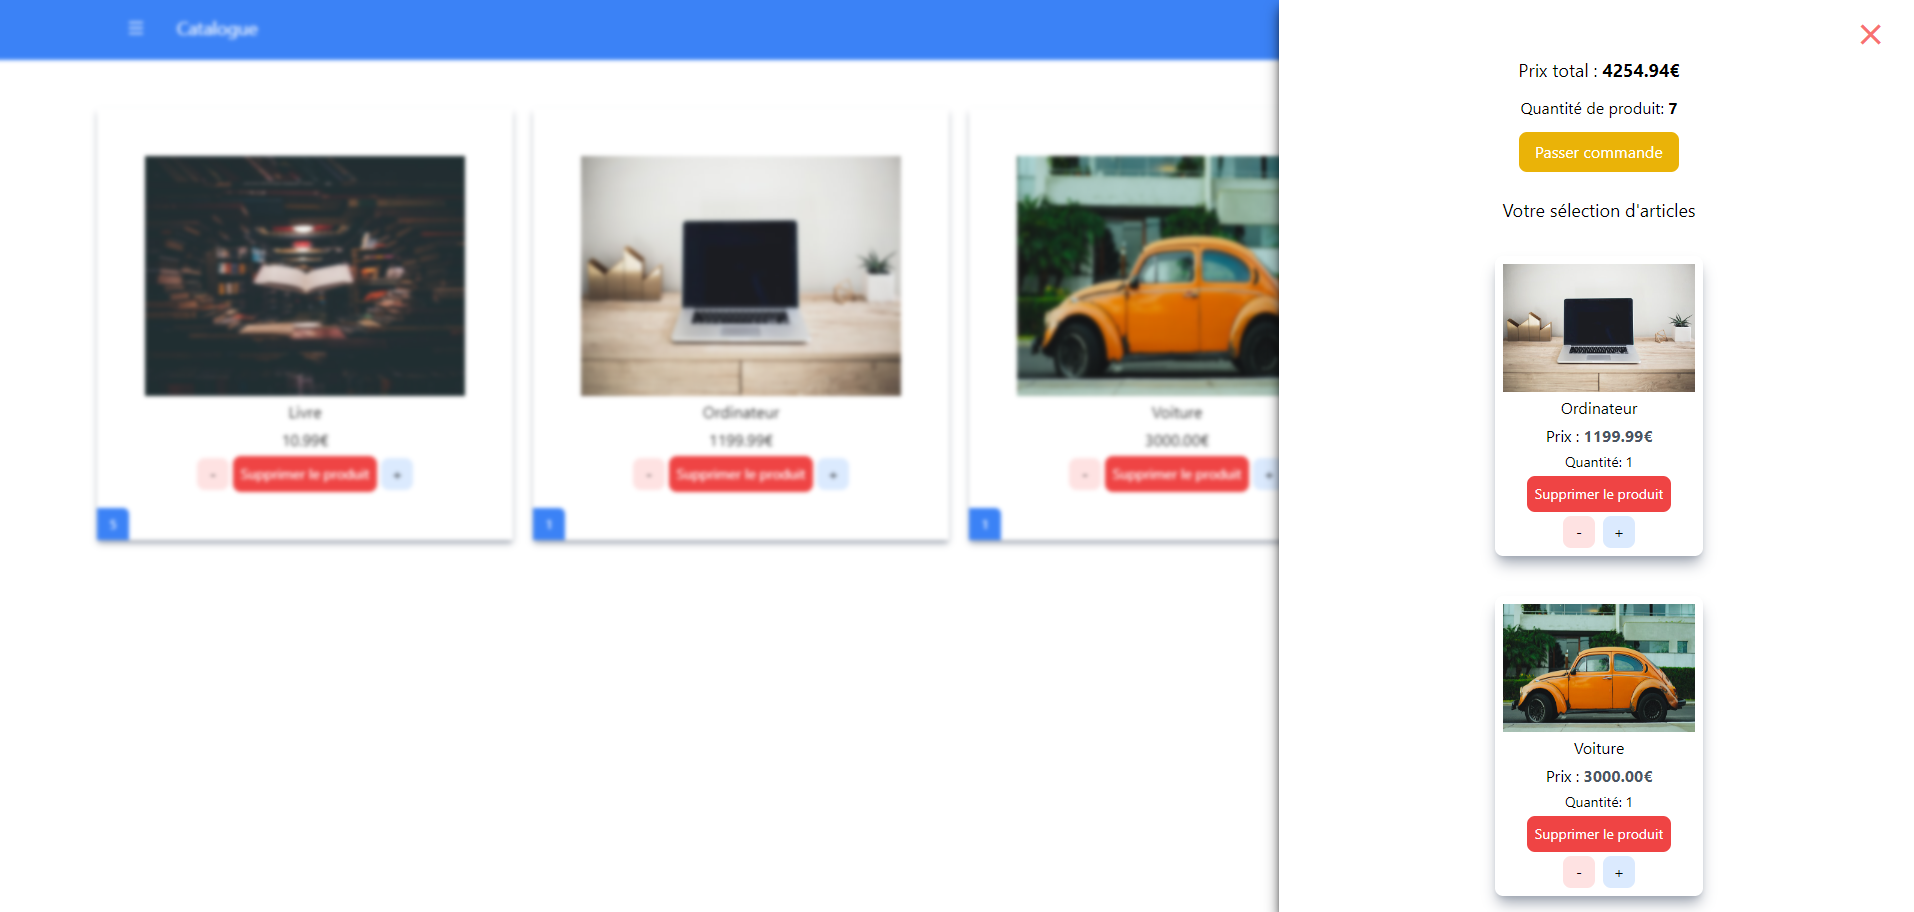 ☰ Catalogue
Livre
10.99€
- Supprimer le produit +
5
Ordinateur
1199.99€
- Supprimer le produit +
1
Voiture
3000.00€
- Supprimer le produit +
1
Prix total : 4254.94€
Quantité de produit: 7
Passer commande
Votre sélection d'articles
Ordinateur
Prix : 1199.99€
Quantité: 1
Supprimer le produit
- +
Voiture
Prix : 3000.00€
Quantité: 1
Supprimer le produit
- +